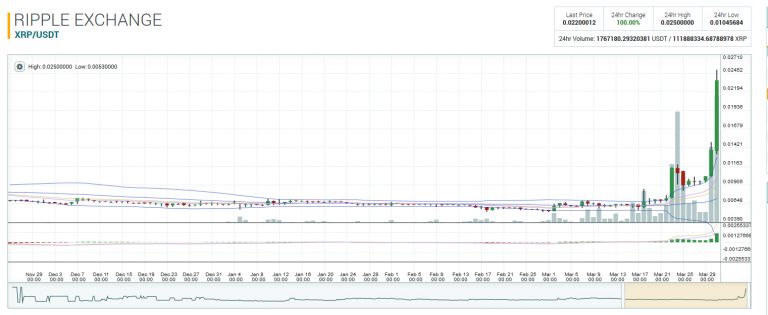 RIPPLE EXCHANGE
XRP/USDT
Last Price 24hr Change 24hr High 24hr Low
0.02200012 100.00% 0.02500000 0.01045684
24hr Volume: 1767180.29320381 USDT / 111888334.68788978 XRP
High: 0.02500000 Low: 0.00530000
0.02710
0.02452
0.02194
0.01936
0.01679
0.01421
0.01163
0.00906
0.00648
0.00390
0.00127666
-0.00127666
Nov 29 Dec 3 Dec 7 Dec 11 Dec 15 Dec 19 Dec 23 Dec 27 Dec 31 Jan 4 Jan 8 Jan 12 Jan 16 Jan 20 Jan 24 Jan 28 Feb 1 Feb 5 Feb 9 Feb 13 Feb 17 Feb 21 Feb 25 Mar 1 Mar 5 Mar 9 Mar 13 Mar 17 Mar 21 Mar 25 Mar 29
00:00 00:00 00:00 00:00 00:00 00:00 00:00 00:00 00:00 00:00 00:00 00:00 00:00 00:00 00:00 00:00 00:00 00:00 00:00 00:00 00:00 00:00 00:00 00:00 00:00 00:00 00:00 00:00 00:00 00:00 00:00